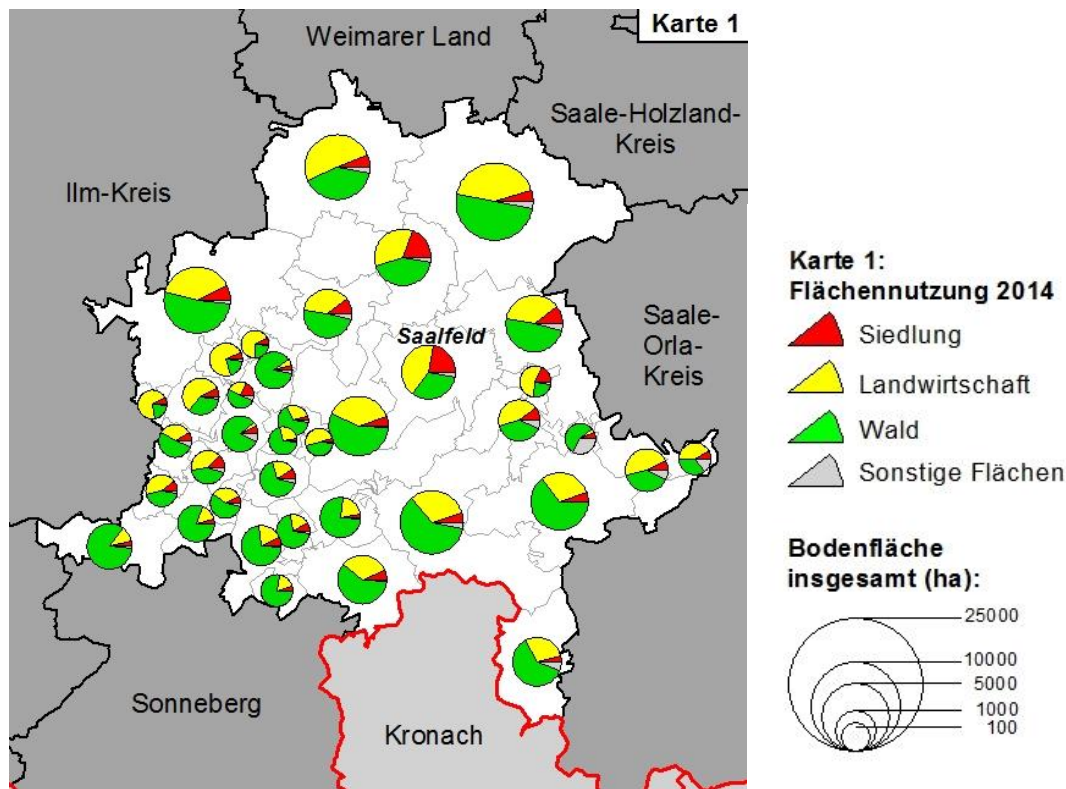 Karte 1
Weimarer Land
Saale-Holzland-
Kreis
Ilm-Kreis
Saalfeld
Saale-
Orla-
Kreis
Sonneberg
Kronach
Karte 1:
Flächennutzung 2014
Siedlung
Landwirtschaft
Wald
Sonstige Flächen
Bodenfläche
insgesamt (ha):
25000
10000
5000
1000
100